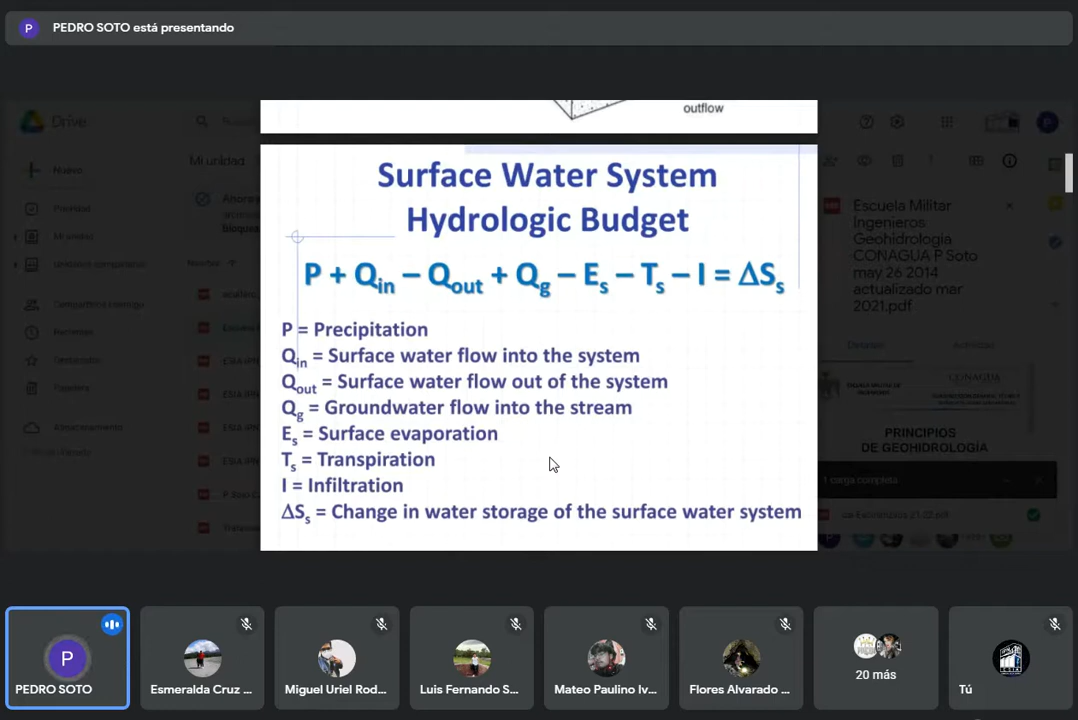 P PEDRO SOTO está presentando
outflow
Surface Water System
Hydrologic Budget
P + Qin – Qout + Qg – Es – Ts – I = ΔSs
P = Precipitation
Qin = Surface water flow into the system
Qout = Surface water flow out of the system
Qg = Groundwater flow into the stream
Es = Surface evaporation
Ts = Transpiration
I = Infiltration
ΔSs = Change in water storage of the surface water system
Drive
Nuevo
Mi unidad
Escuela Militar
Ingenieros
Geohidrologia
CONAGUA P Soto
may 26 2014
actualizado mar
2021.pdf
CONAGUA
PRINCIPIOS
DE GEOHIDROLOGÍA
1 carga completa
P
PEDRO SOTO
Esmeralda Cruz ...
Miguel Uriel Rod...
Luis Fernando S...
Mateo Paulino Iv...
Flores Alvarado ...
20 más
Tú